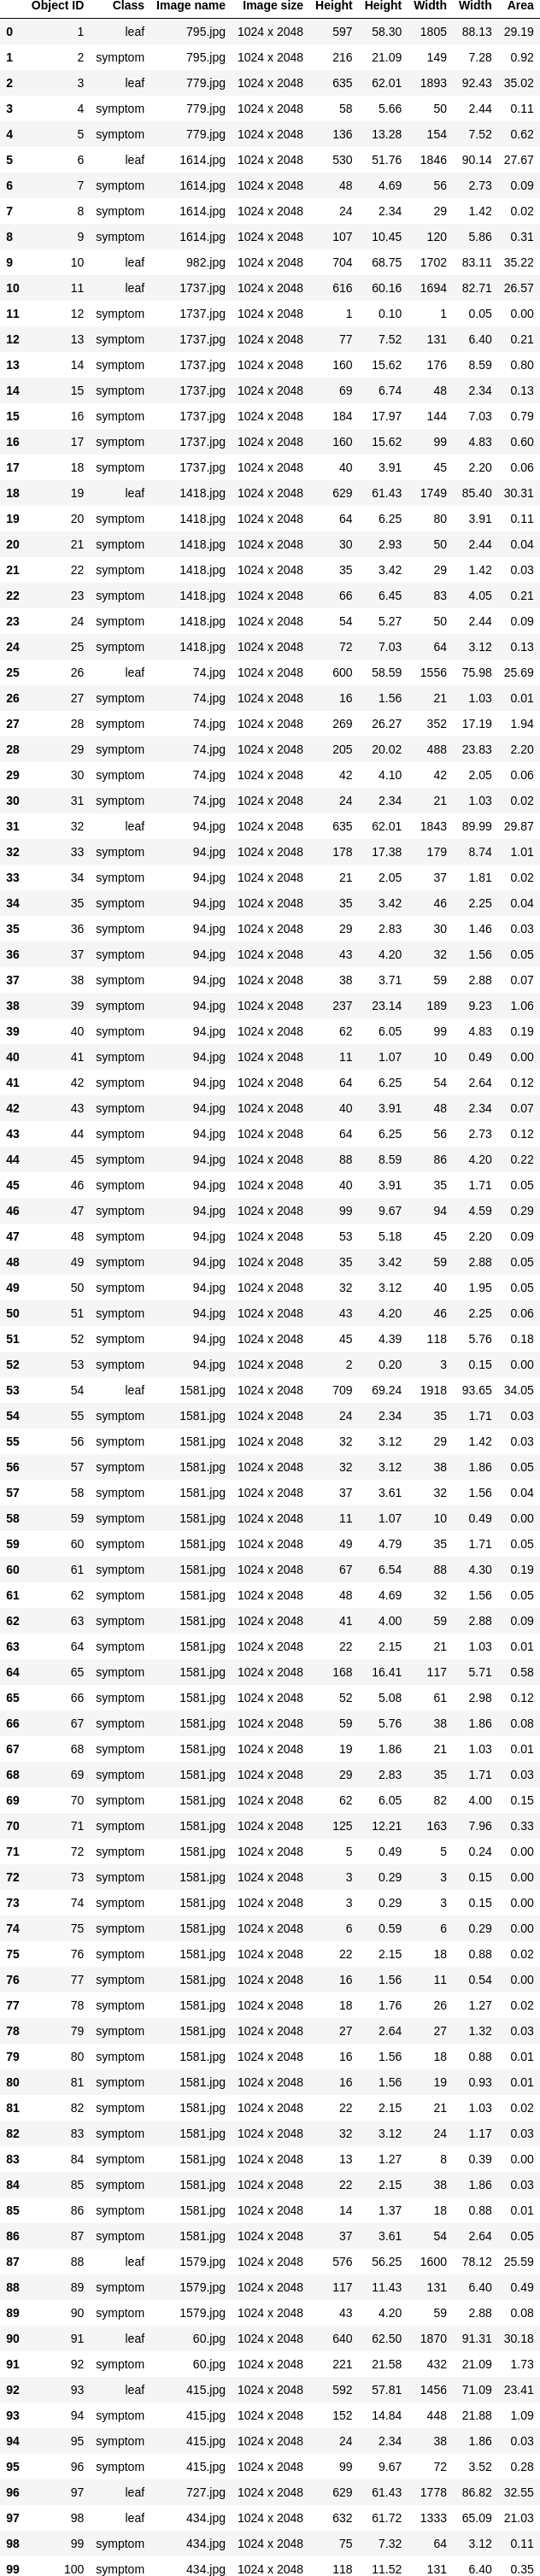 Object ID Class Image name Image size Height Height Width Width Area
0 1 leaf 795.jpg 1024 x 2048 597 58.30 1805 88.13 29.19
1 2 symptom 795.jpg 1024 x 2048 216 21.09 149 7.28 0.92
2 3 leaf 779.jpg 1024 x 2048 635 62.01 1893 92.43 35.02
3 4 symptom 779.jpg 1024 x 2048 58 5.66 50 2.44 0.11
4 5 symptom 779.jpg 1024 x 2048 136 13.28 154 7.52 0.62
5 6 leaf 1614.jpg 1024 x 2048 530 51.76 1846 90.14 27.67
6 7 symptom 1614.jpg 1024 x 2048 48 4.69 56 2.73 0.09
7 8 symptom 1614.jpg 1024 x 2048 24 2.34 29 1.42 0.02
8 9 symptom 1614.jpg 1024 x 2048 107 10.45 120 5.86 0.31
9 10 leaf 982.jpg 1024 x 2048 704 68.75 1702 83.11 35.22
10 11 leaf 1737.jpg 1024 x 2048 616 60.16 1694 82.71 26.57
11 12 symptom 1737.jpg 1024 x 2048 1 0.10 1 0.05 0.00
12 13 symptom 1737.jpg 1024 x 2048 77 7.52 131 6.40 0.21
13 14 symptom 1737.jpg 1024 x 2048 160 15.62 176 8.59 0.80
14 15 symptom 1737.jpg 1024 x 2048 69 6.74 48 2.34 0.13
15 16 symptom 1737.jpg 1024 x 2048 184 17.97 144 7.03 0.79
16 17 symptom 1737.jpg 1024 x 2048 160 15.62 99 4.83 0.60
17 18 symptom 1737.jpg 1024 x 2048 40 3.91 45 2.20 0.06
18 19 leaf 1418.jpg 1024 x 2048 629 61.43 1749 85.40 30.31
19 20 symptom 1418.jpg 1024 x 2048 64 6.25 80 3.91 0.11
20 21 symptom 1418.jpg 1024 x 2048 30 2.93 50 2.44 0.04
21 22 symptom 1418.jpg 1024 x 2048 35 3.42 29 1.42 0.03
22 23 symptom 1418.jpg 1024 x 2048 66 6.45 83 4.05 0.21
23 24 symptom 1418.jpg 1024 x 2048 54 5.27 50 2.44 0.09
24 25 symptom 1418.jpg 1024 x 2048 72 7.03 64 3.12 0.13
25 26 leaf 74.jpg 1024 x 2048 600 58.59 1556 75.98 25.69
26 27 symptom 74.jpg 1024 x 2048 16 1.56 21 1.03 0.01
27 28 symptom 74.jpg 1024 x 2048 269 26.27 352 17.19 1.94
28 29 symptom 74.jpg 1024 x 2048 205 20.02 488 23.83 2.20
29 30 symptom 74.jpg 1024 x 2048 42 4.10 42 2.05 0.06
30 31 symptom 74.jpg 1024 x 2048 24 2.34 21 1.03 0.02
31 32 leaf 94.jpg 1024 x 2048 635 62.01 1843 89.99 29.87
32 33 symptom 94.jpg 1024 x 2048 178 17.38 179 8.74 1.01
33 34 symptom 94.jpg 1024 x 2048 21 2.05 37 1.81 0.02
34 35 symptom 94.jpg 1024 x 2048 35 3.42 46 2.25 0.04
35 36 symptom 94.jpg 1024 x 2048 29 2.83 30 1.46 0.03
36 37 symptom 94.jpg 1024 x 2048 43 4.20 32 1.56 0.05
37 38 symptom 94.jpg 1024 x 2048 38 3.71 59 2.88 0.07
38 39 symptom 94.jpg 1024 x 2048 237 23.14 189 9.23 1.06
39 40 symptom 94.jpg 1024 x 2048 62 6.05 99 4.83 0.19
40 41 symptom 94.jpg 1024 x 2048 11 1.07 10 0.49 0.00
41 42 symptom 94.jpg 1024 x 2048 64 6.25 54 2.64 0.12
42 43 symptom 94.jpg 1024 x 2048 40 3.91 48 2.34 0.07
43 44 symptom 94.jpg 1024 x 2048 64 6.25 56 2.73 0.12
44 45 symptom 94.jpg 1024 x 2048 88 8.59 86 4.20 0.22
45 46 symptom 94.jpg 1024 x 2048 40 3.91 35 1.71 0.05
46 47 symptom 94.jpg 1024 x 2048 99 9.67 94 4.59 0.29
47 48 symptom 94.jpg 1024 x 2048 53 5.18 45 2.20 0.09
48 49 symptom 94.jpg 1024 x 2048 35 3.42 59 2.88 0.05
49 50 symptom 94.jpg 1024 x 2048 32 3.12 40 1.95 0.05
50 51 symptom 94.jpg 1024 x 2048 43 4.20 46 2.25 0.06
51 52 symptom 94.jpg 1024 x 2048 45 4.39 118 5.76 0.18
52 53 symptom 94.jpg 1024 x 2048 2 0.20 3 0.15 0.00
53 54 leaf 1581.jpg 1024 x 2048 709 69.24 1918 93.65 34.05
54 55 symptom 1581.jpg 1024 x 2048 24 2.34 35 1.71 0.03
55 56 symptom 1581.jpg 1024 x 2048 32 3.12 29 1.42 0.03
56 57 symptom 1581.jpg 1024 x 2048 32 3.12 38 1.86 0.05
57 58 symptom 1581.jpg 1024 x 2048 37 3.61 32 1.56 0.04
58 59 symptom 1581.jpg 1024 x 2048 11 1.07 10 0.49 0.00
59 60 symptom 1581.jpg 1024 x 2048 49 4.79 35 1.71 0.05
60 61 symptom 1581.jpg 1024 x 2048 67 6.54 88 4.30 0.19
61 62 symptom 1581.jpg 1024 x 2048 48 4.69 32 1.56 0.05
62 63 symptom 1581.jpg 1024 x 2048 41 4.00 59 2.88 0.09
63 64 symptom 1581.jpg 1024 x 2048 22 2.15 21 1.03 0.01
64 65 symptom 1581.jpg 1024 x 2048 168 16.41 117 5.71 0.58
65 66 symptom 1581.jpg 1024 x 2048 52 5.08 61 2.98 0.12
66 67 symptom 1581.jpg 1024 x 2048 59 5.76 38 1.86 0.08
67 68 symptom 1581.jpg 1024 x 2048 19 1.86 21 1.03 0.01
68 69 symptom 1581.jpg 1024 x 2048 29 2.83 35 1.71 0.03
69 70 symptom 1581.jpg 1024 x 2048 62 6.05 82 4.00 0.15
70 71 symptom 1581.jpg 1024 x 2048 125 12.21 163 7.96 0.33
71 72 symptom 1581.jpg 1024 x 2048 5 0.49 5 0.24 0.00
72 73 symptom 1581.jpg 1024 x 2048 3 0.29 3 0.15 0.00
73 74 symptom 1581.jpg 1024 x 2048 3 0.29 3 0.15 0.00
74 75 symptom 1581.jpg 1024 x 2048 6 0.59 6 0.29 0.00
75 76 symptom 1581.jpg 1024 x 2048 22 2.15 18 0.88 0.02
76 77 symptom 1581.jpg 1024 x 2048 16 1.56 11 0.54 0.00
77 78 symptom 1581.jpg 1024 x 2048 18 1.76 26 1.27 0.02
78 79 symptom 1581.jpg 1024 x 2048 27 2.64 27 1.32 0.03
79 80 symptom 1581.jpg 1024 x 2048 16 1.56 18 0.88 0.01
80 81 symptom 1581.jpg 1024 x 2048 16 1.56 19 0.93 0.01
81 82 symptom 1581.jpg 1024 x 2048 22 2.15 21 1.03 0.02
82 83 symptom 1581.jpg 1024 x 2048 32 3.12 24 1.17 0.03
83 84 symptom 1581.jpg 1024 x 2048 13 1.27 8 0.39 0.00
84 85 symptom 1581.jpg 1024 x 2048 22 2.15 38 1.86 0.03
85 86 symptom 1581.jpg 1024 x 2048 14 1.37 18 0.88 0.01
86 87 symptom 1581.jpg 1024 x 2048 37 3.61 54 2.64 0.05
87 88 leaf 1579.jpg 1024 x 2048 576 56.25 1600 78.12 25.59
88 89 symptom 1579.jpg 1024 x 2048 117 11.43 131 6.40 0.49
89 90 symptom 1579.jpg 1024 x 2048 43 4.20 59 2.88 0.08
90 91 leaf 60.jpg 1024 x 2048 640 62.50 1870 91.31 30.18
91 92 symptom 60.jpg 1024 x 2048 221 21.58 432 21.09 1.73
92 93 leaf 415.jpg 1024 x 2048 592 57.81 1456 71.09 23.41
93 94 symptom 415.jpg 1024 x 2048 152 14.84 448 21.88 1.09
94 95 symptom 415.jpg 1024 x 2048 24 2.34 38 1.86 0.03
95 96 symptom 415.jpg 1024 x 2048 99 9.67 72 3.52 0.28
96 97 leaf 727.jpg 1024 x 2048 629 61.43 1778 86.82 32.55
97 98 leaf 434.jpg 1024 x 2048 632 61.72 1333 65.09 21.03
98 99 symptom 434.jpg 1024 x 2048 75 7.32 64 3.12 0.11
99 100 symptom 434.jpg 1024 x 2048 118 11.52 131 6.40 0.35